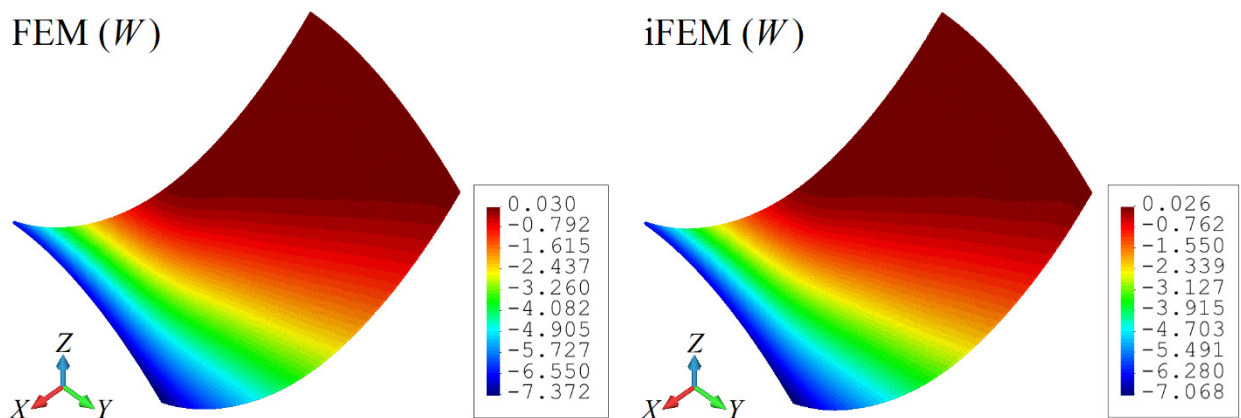 FEM (W)
0.030
-0.792
-1.615
-2.437
-3.260
-4.082
-4.905
-5.727
-6.550
-7.372
Z
X
Y
iFEM (W)
0.026
-0.762
-1.550
-2.339
-3.127
-3.915
-4.703
-5.491
-6.280
-7.068
Z
X
Y